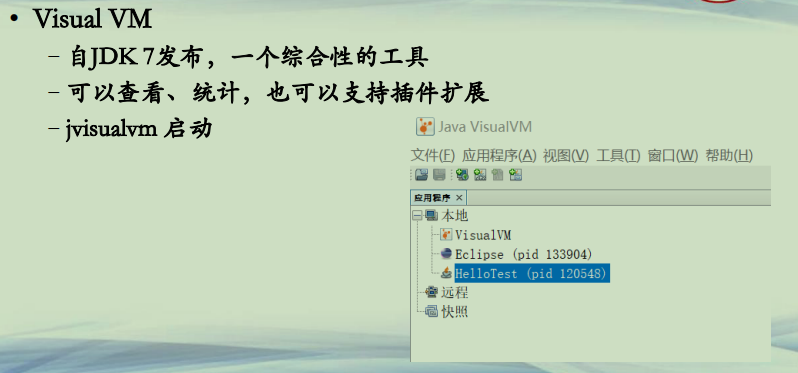 • Visual VM
– 自JDK 7发布，一个综合性的工具
– 可以查看、统计，也可以支持插件扩展
– jvisualvm 启动
Java VisualVM
文件(F) 应用程序(A) 视图(V) 工具(T) 窗口(W) 帮助(H)
应用程序 ×
本地
VisualVM
Eclipse (pid 133904)
HelloTest (pid 120548)
远程
快照